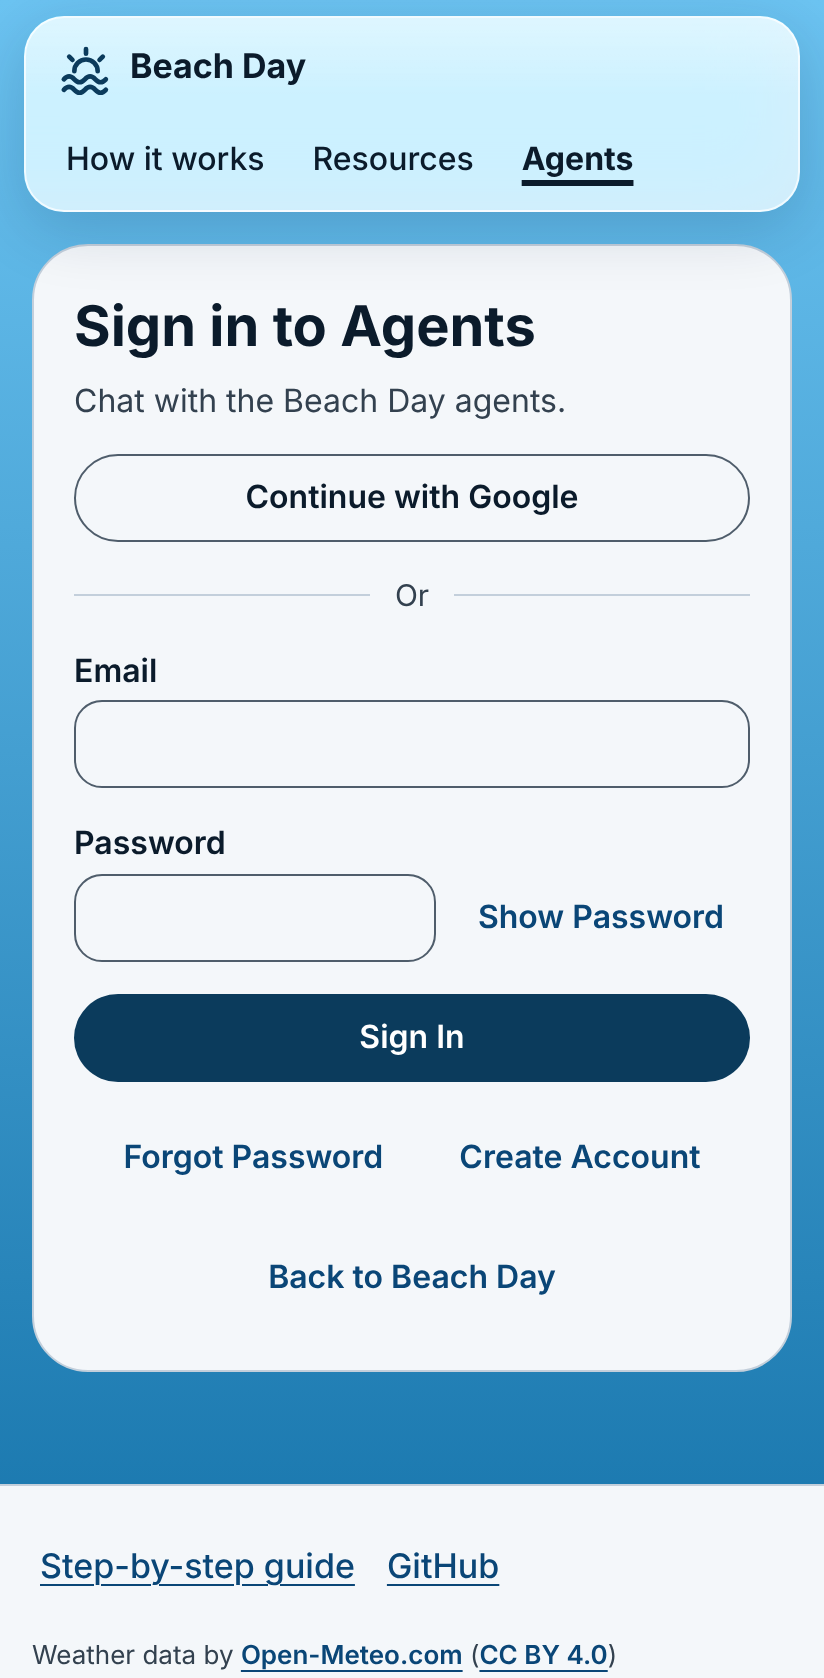 Beach Day
How it works Resources Agents
Sign in to Agents
Chat with the Beach Day agents.
Continue with Google
Or
Email
Password
Show Password
Sign In
Forgot Password Create Account
Back to Beach Day
Step-by-step guide GitHub
Weather data by Open-Meteo.com (CC BY 4.0)